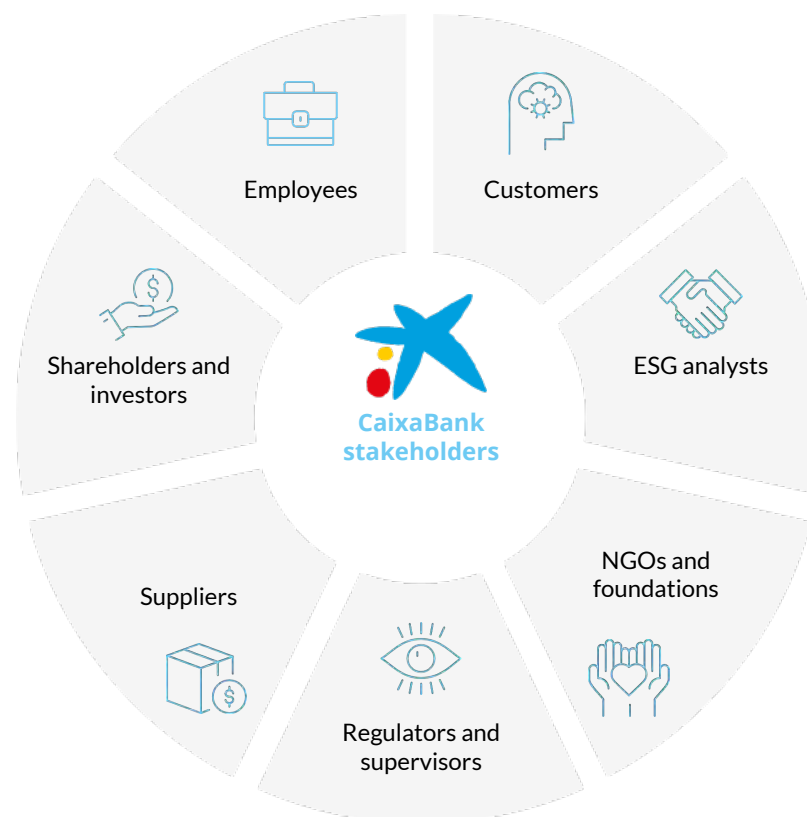 Employees
Customers
Shareholders and
investors
ESG analysts
CaixaBank
stakeholders
Suppliers
NGOs and
foundations
Regulators and
supervisors